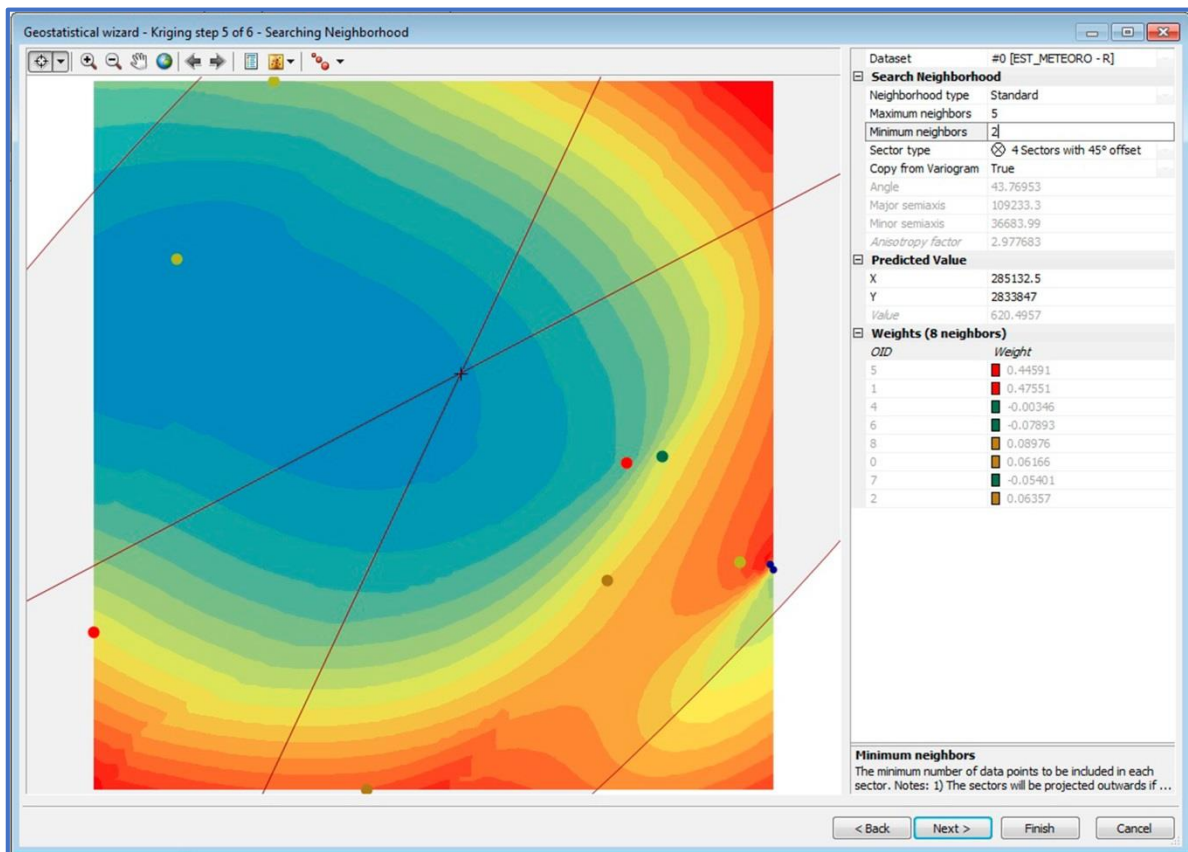 Geostatistical wizard - Kriging step 5 of 6 - Searching Neighborhood
Dataset #0 [EST_METEORO - R]
Search Neighborhood
Neighborhood type Standard
Maximum neighbors 5
Minimum neighbors 2
Sector type 4 Sectors with 45° offset
Copy from Variogram True
Angle 43.76953
Major semiaxis 109233.3
Minor semiaxis 36683.99
Anisotropy factor 2.977683
Predicted Value
X 285132.5
Y 2833847
Value 620.4957
Weights (8 neighbors)
OID Weight
5 0.44591
1 0.47551
4 -0.00346
6 -0.07893
8 0.08976
0 0.06166
7 -0.05401
2 0.06357
Minimum neighbors
The minimum number of data points to be included in each
sector. Notes: 1) The sectors will be projected outwards if ...
< Back Next > Finish Cancel